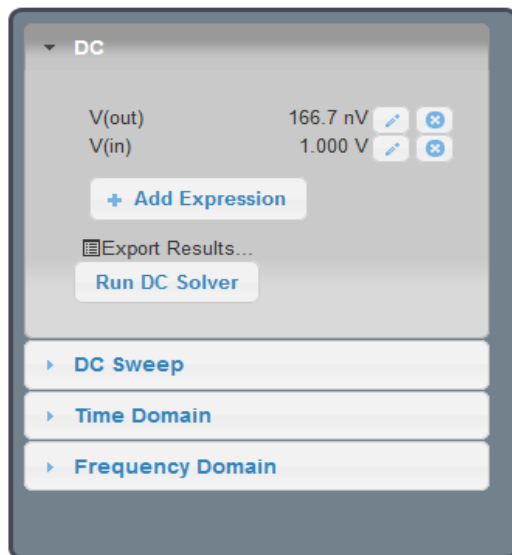 DC
V(out) 166.7 nV
V(in) 1.000 V
+ Add Expression
Export Results...
Run DC Solver
DC Sweep
Time Domain
Frequency Domain